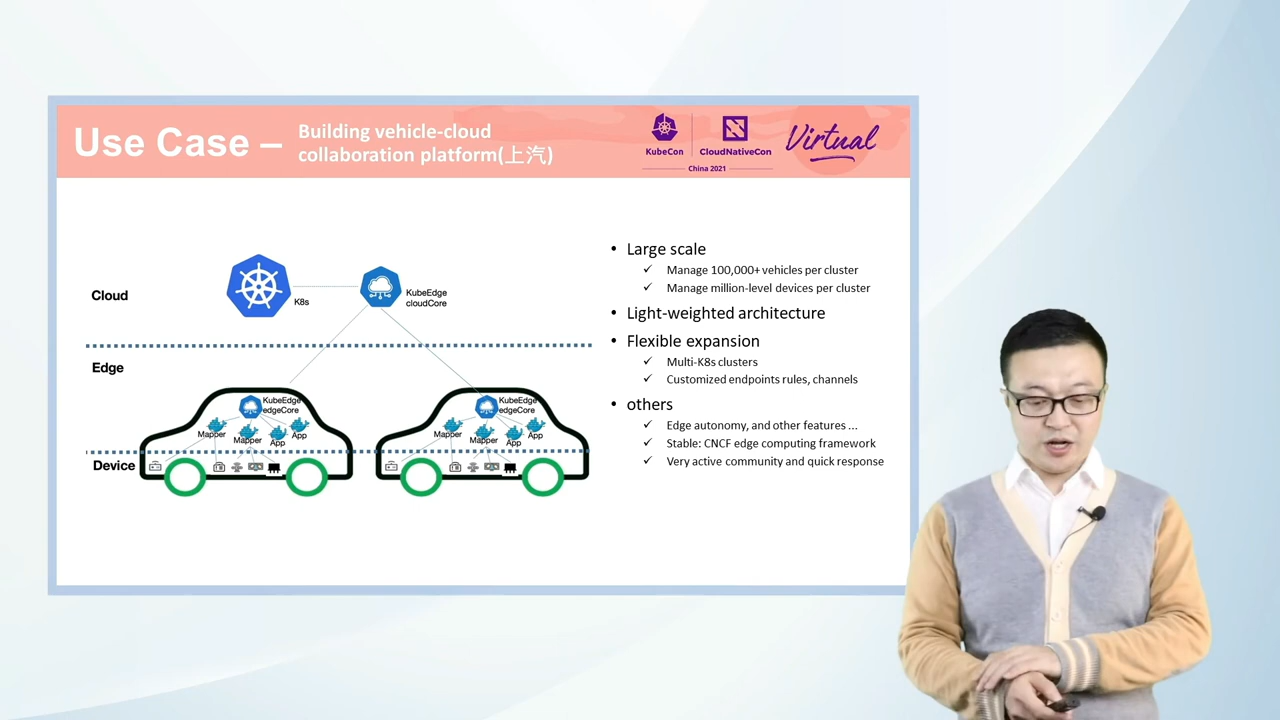 Use Case –
Building vehicle-cloud
collaboration platform(上汽)
KubeCon
CloudNativeCon
China 2021
Virtual
Cloud
K8s
KubeEdge
cloudCore
Edge
KubeEdge
edgeCore
Mapper
Mapper
App
App
KubeEdge
edgeCore
Mapper
Mapper
App
App
Device
• Large scale
✓ Manage 100,000+ vehicles per cluster
✓ Manage million-level devices per cluster
• Light-weighted architecture
• Flexible expansion
✓ Multi-K8s clusters
✓ Customized endpoints rules, channels
• others
✓ Edge autonomy, and other features ...
✓ Stable: CNCF edge computing framework
✓ Very active community and quick response